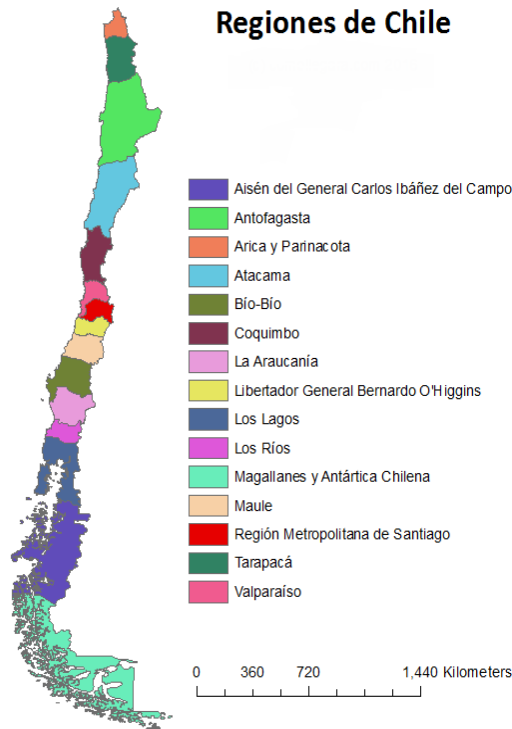 Regiones de Chile
Aisén del General Carlos Ibáñez del Campo
Antofagasta
Arica y Parinacota
Atacama
Bío-Bío
Coquimbo
La Araucanía
Libertador General Bernardo O'Higgins
Los Lagos
Los Ríos
Magallanes y Antártica Chilena
Maule
Región Metropolitana de Santiago
Tarapacá
Valparaíso
0 360 720 1,440 Kilometers